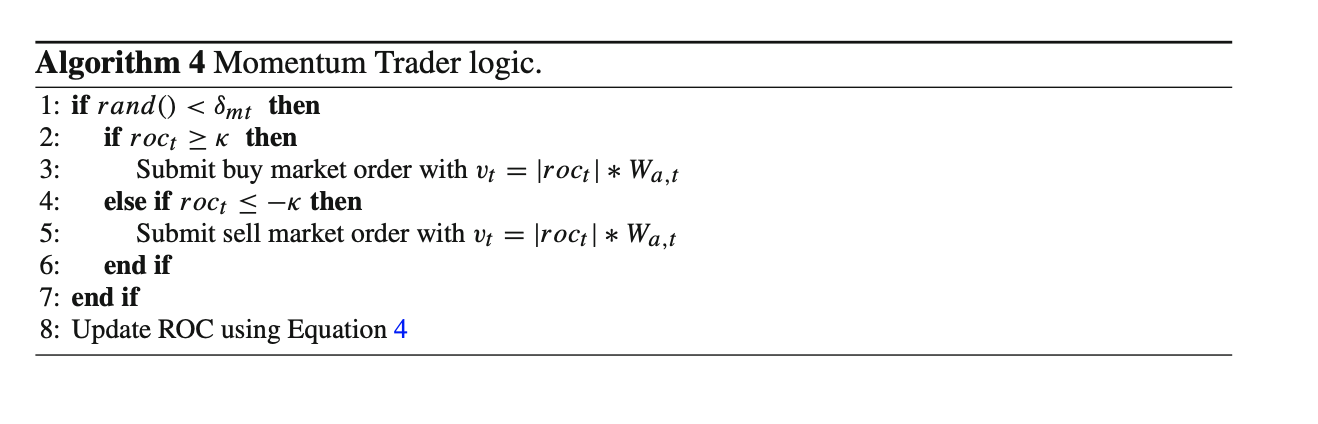 Algorithm 4 Momentum Trader logic.
1: if rand() < δmt then
2: if roct ≥ κ then
3: Submit buy market order with vt = |roct| ∗ Wa,t
4: else if roct ≤ −κ then
5: Submit sell market order with vt = |roct| ∗ Wa,t
6: end if
7: end if
8: Update ROC using Equation 4